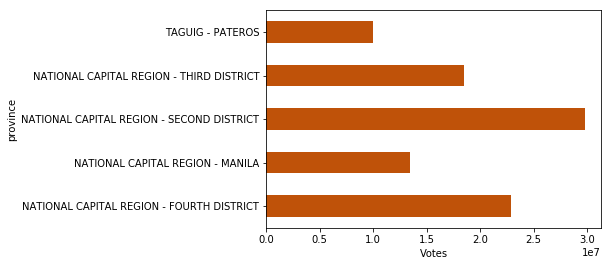 TAGUIG - PATEROS
NATIONAL CAPITAL REGION - THIRD DISTRICT
NATIONAL CAPITAL REGION - SECOND DISTRICT
NATIONAL CAPITAL REGION - MANILA
NATIONAL CAPITAL REGION - FOURTH DISTRICT
province
0.0 0.5 1.0 1.5 2.0 2.5 3.0
Votes
1e7